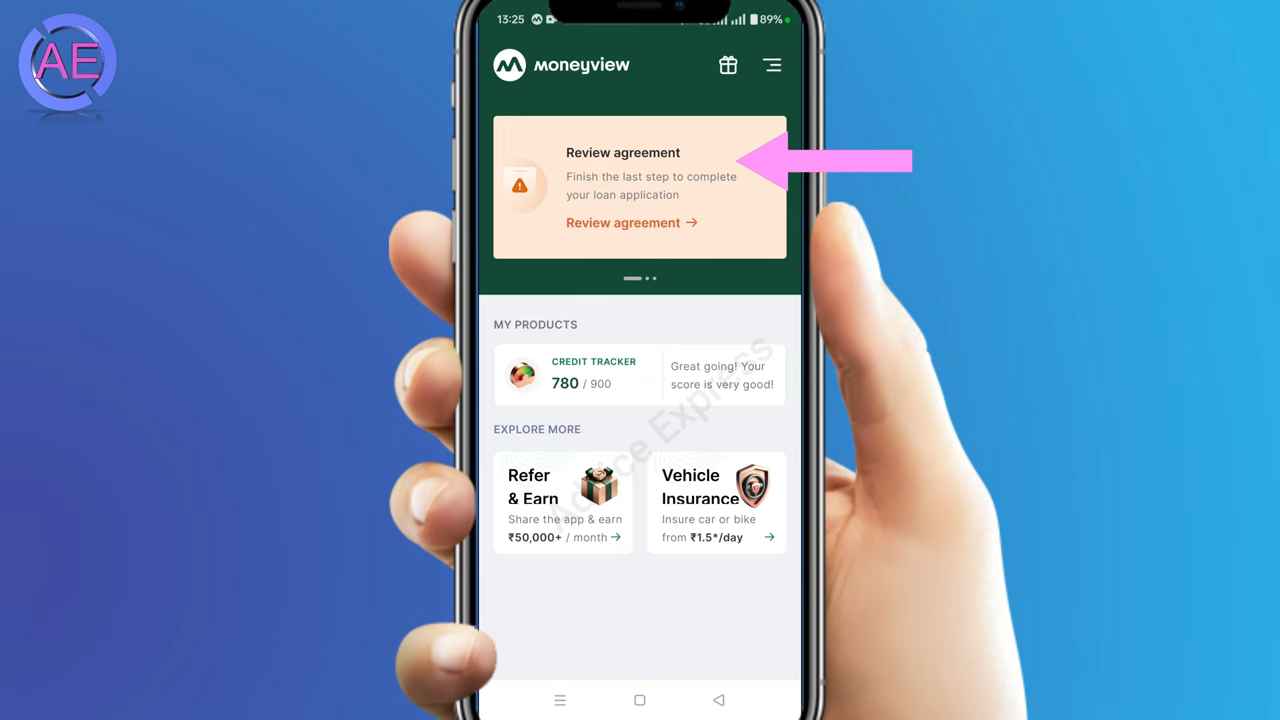 AE
13:25
89%
moneyview
Review agreement
Finish the last step to complete
your loan application
Review agreement →
MY PRODUCTS
CREDIT TRACKER
780 / 900
Great going! Your
score is very good!
EXPLORE MORE
Refer
& Earn
Share the app & earn
₹50,000+ / month →
Vehicle
Insurance
Insure car or bike
from ₹1.5*/day →
Advice Express